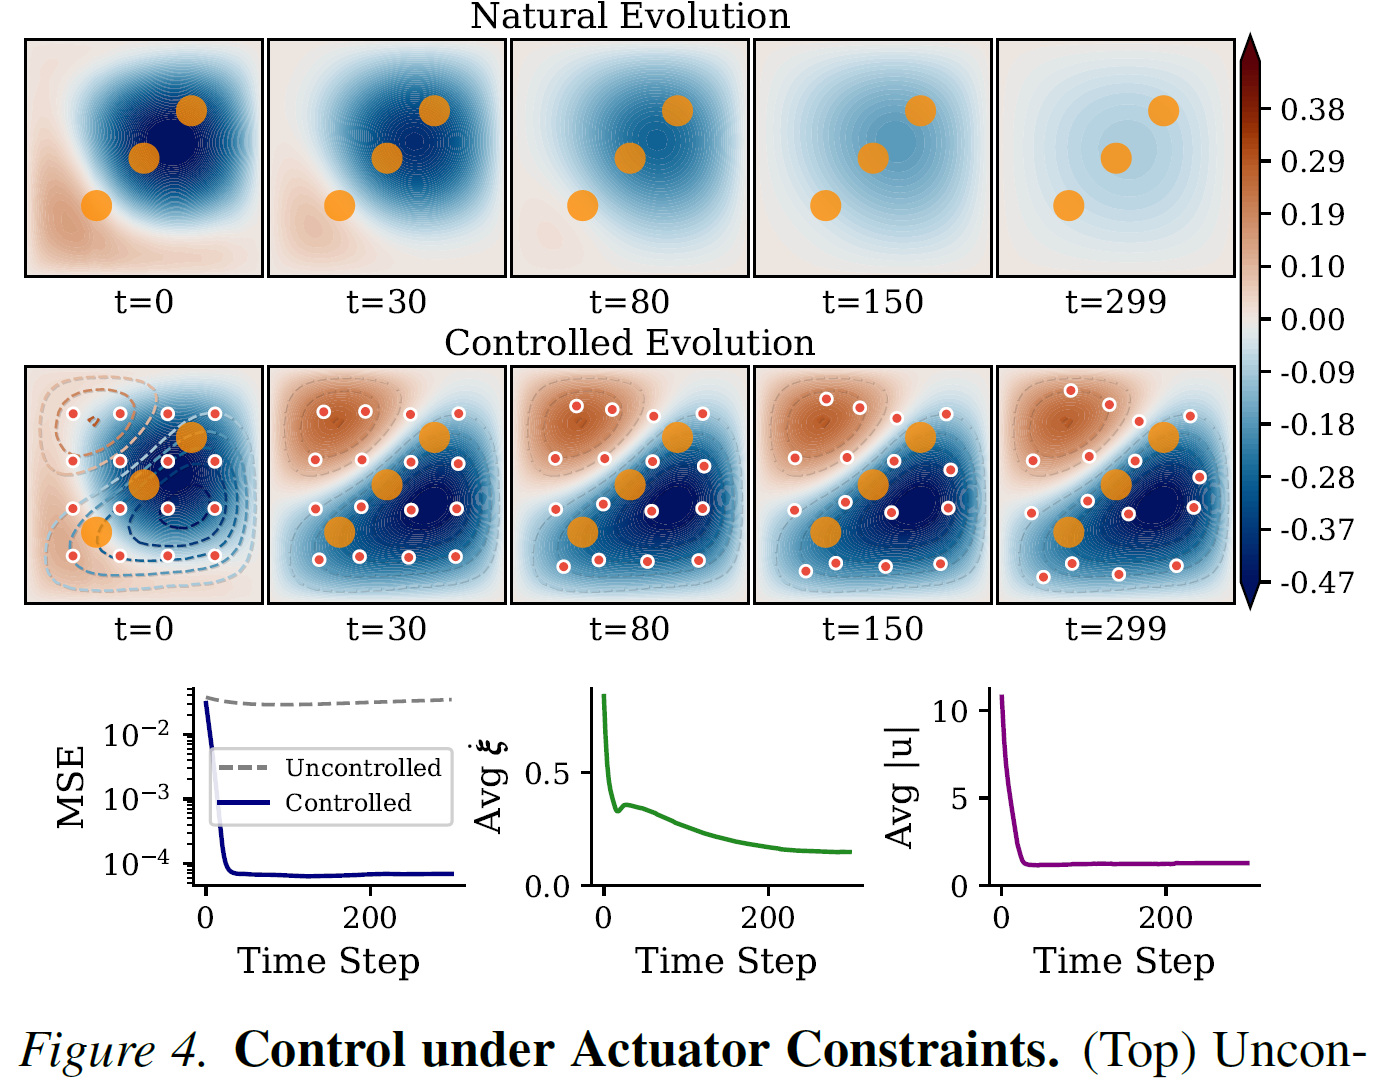 Natural Evolution
t=0 t=30 t=80 t=150 t=299
Controlled Evolution
t=0 t=30 t=80 t=150 t=299
0.38
0.29
0.19
0.10
0.00
-0.09
-0.18
-0.28
-0.37
-0.47
MSE
10⁻²
10⁻³
10⁻⁴
Uncontrolled
Controlled
0 200
Time Step
Avg ξ̇
0.5
0.0
0 200
Time Step
Avg |u|
10
5
0
0 200
Time Step
Figure 4. Control under Actuator Constraints. (Top) Uncon-